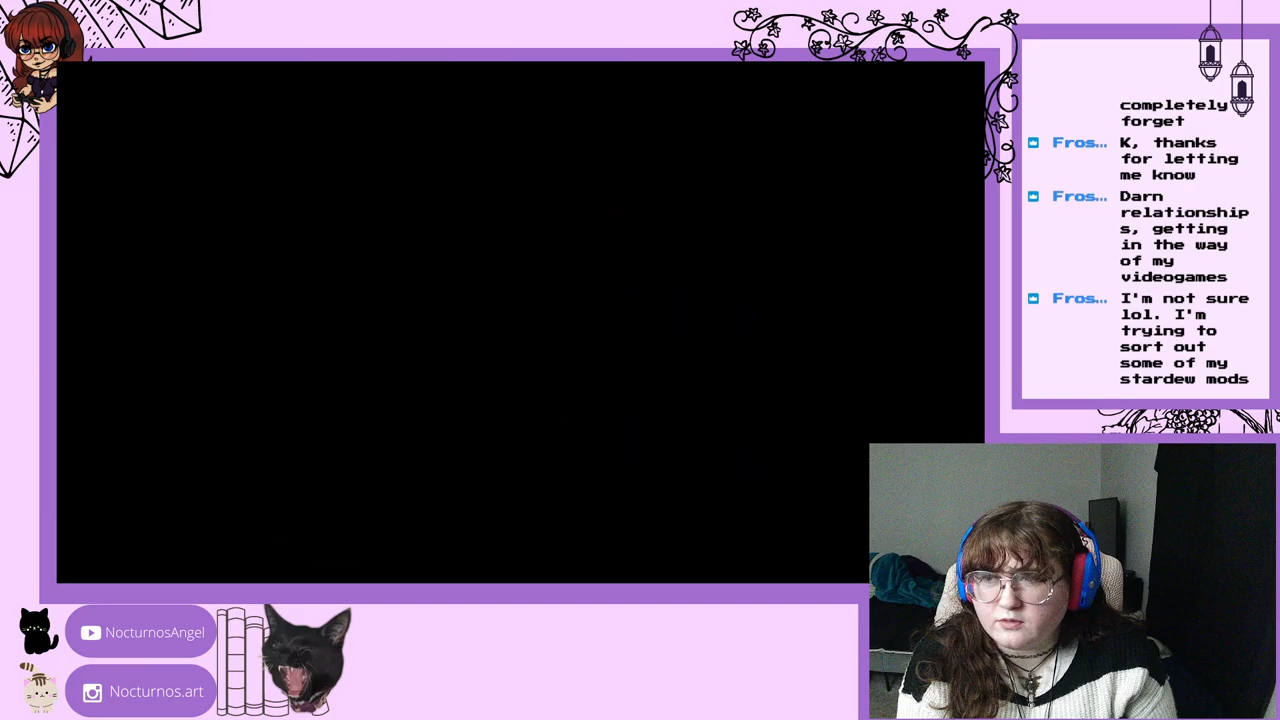 completely
forget
Fros… K, thanks
for letting
me know
Fros… Darn
relationship
s, getting
in the way
of my
videogames
Fros… I'm not sure
lol. I'm
trying to
sort out
some of my
stardew mods
NocturnosAngel
Nocturnos.art